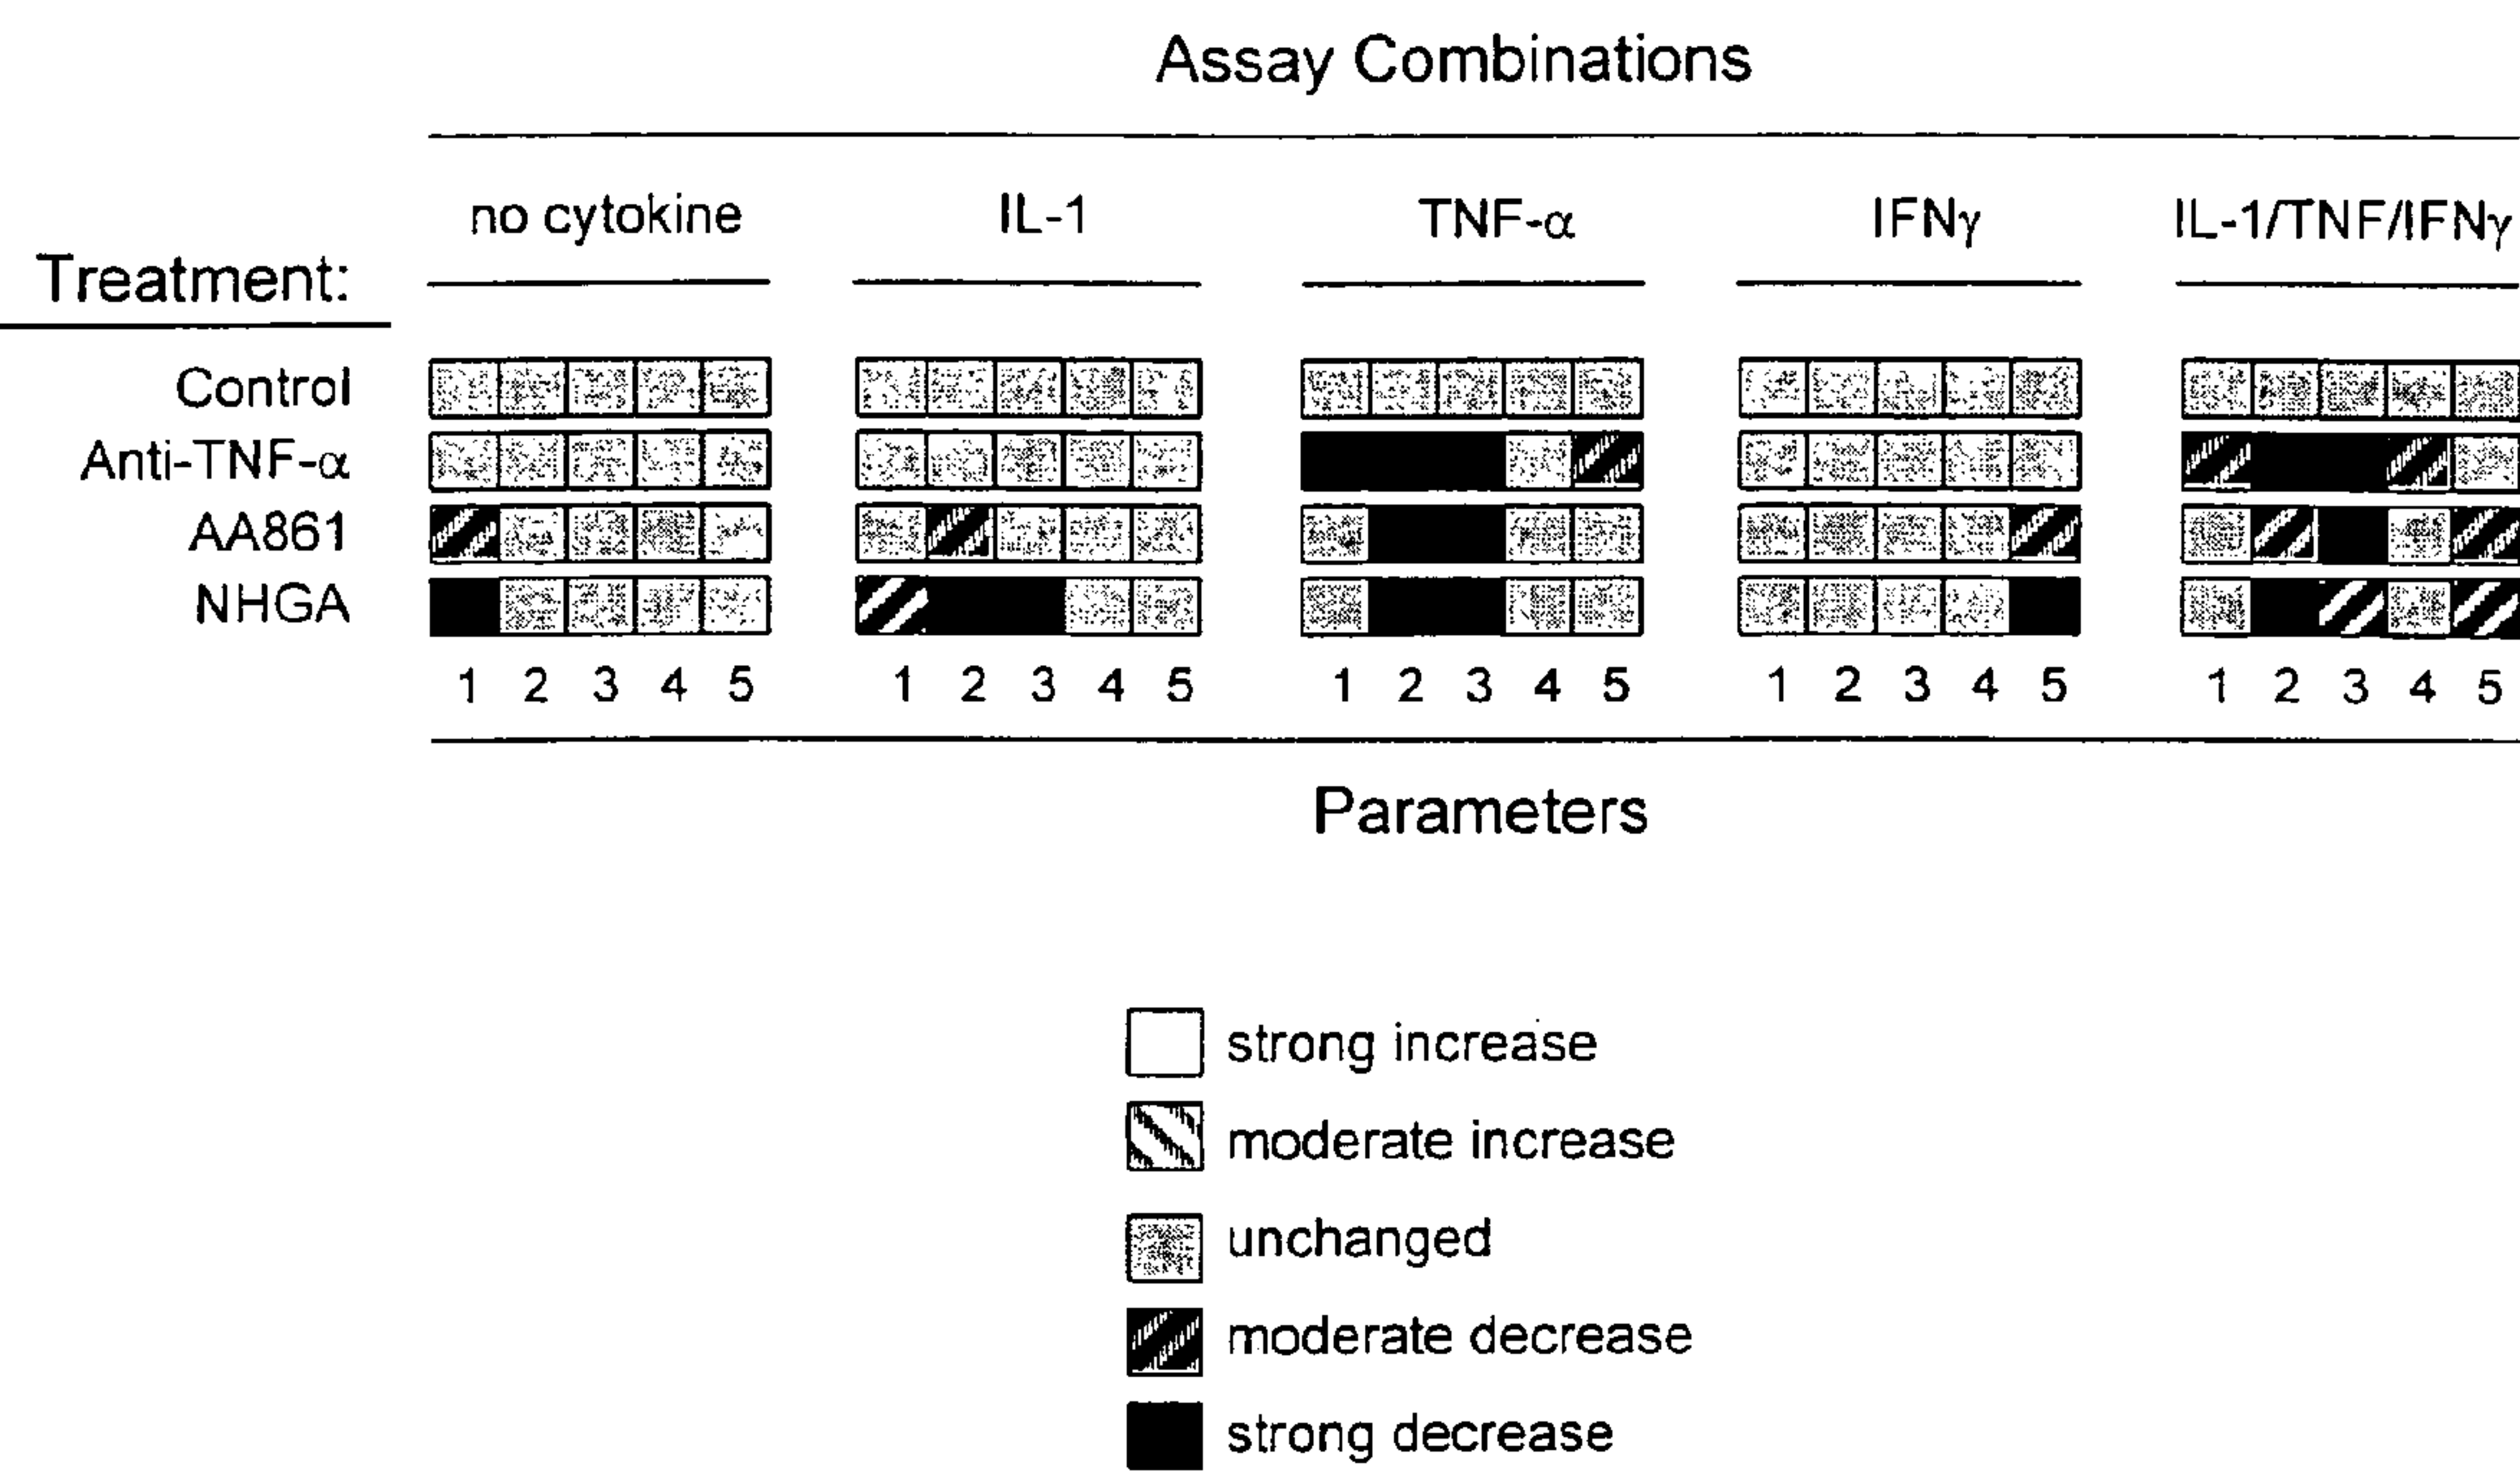 Assay Combinations
no cytokine IL-1 TNF-α IFNγ IL-1/TNF/IFNγ
Treatment:
Control
Anti-TNF-α
AA861
NHGA
1 2 3 4 5 1 2 3 4 5 1 2 3 4 5 1 2 3 4 5 1 2 3 4 5
Parameters
strong increase
moderate increase
unchanged
moderate decrease
strong decrease